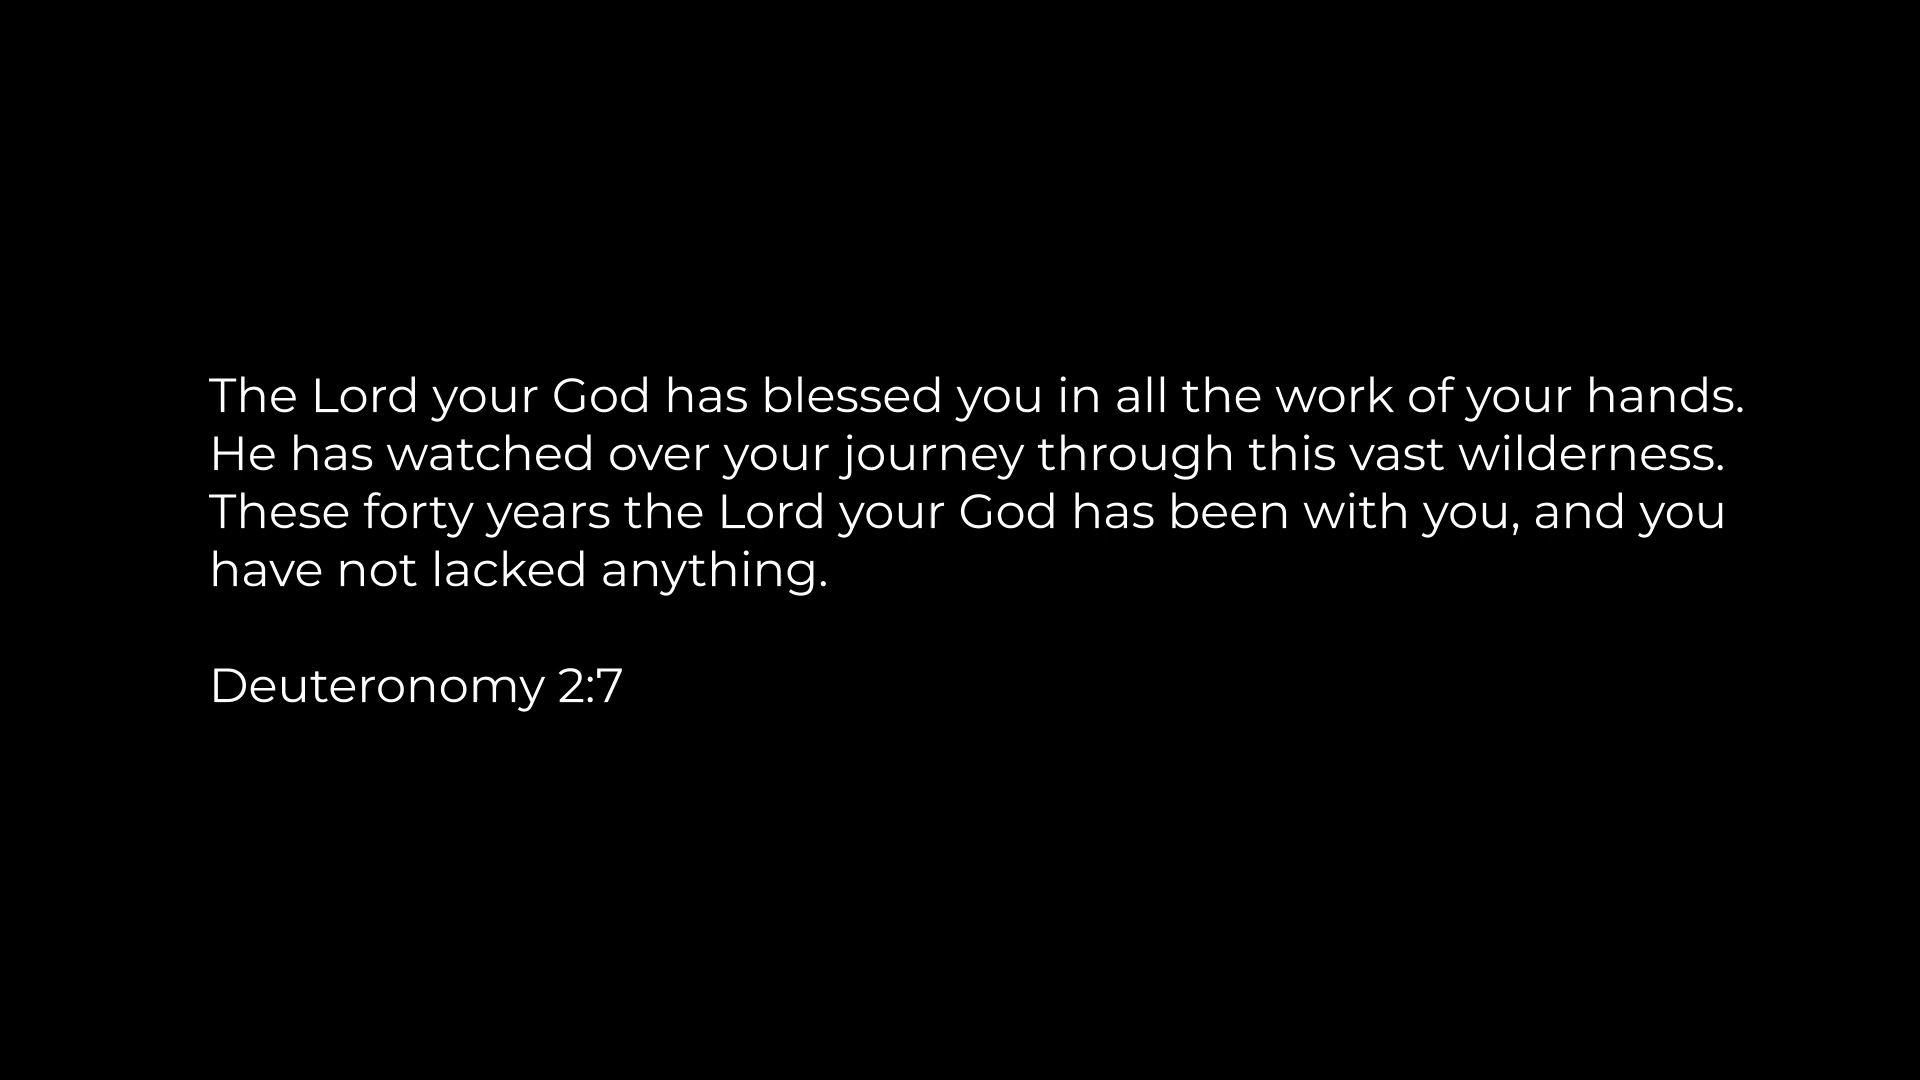 The Lord your God has blessed you in all the work of your hands.
He has watched over your journey through this vast wilderness.
These forty years the Lord your God has been with you, and you
have not lacked anything.
Deuteronomy 2:7